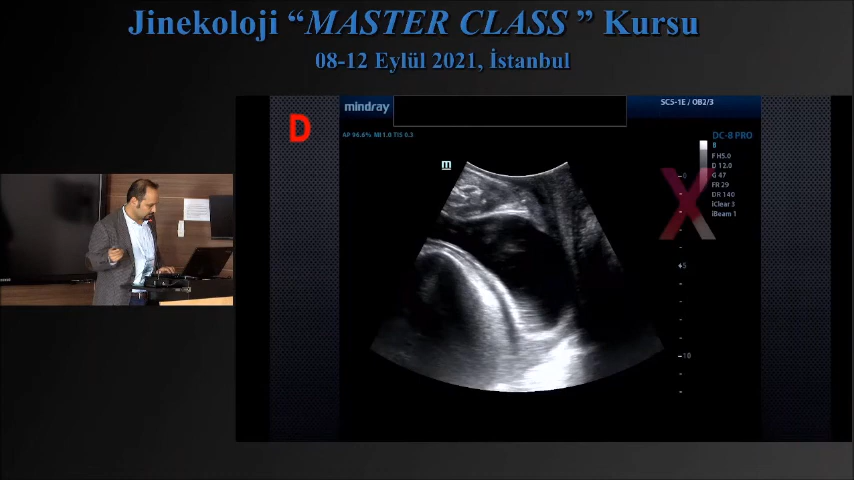 Jinekoloji “MASTER CLASS ” Kursu
08-12 Eylül 2021, İstanbul
mindray
SC5-1E / OB2/3
D
AP 96.6% MI 1.0 TIS 0.3
DC-8 PRO
m
B
F H5.0
D 12.0
G 47
FR 29
DR 140
iClear 3
iBeam 1
X
0
5
10